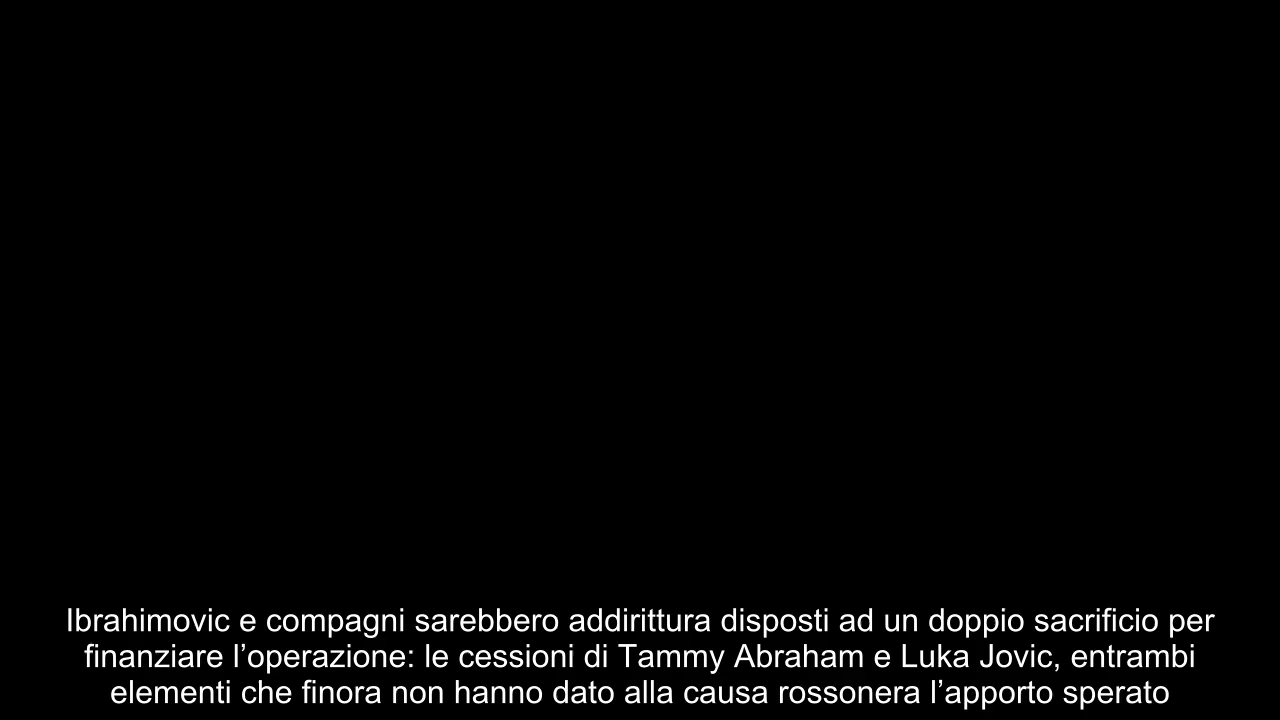 Ibrahimovic e compagni sarebbero addirittura disposti ad un doppio sacrificio per
finanziare l’operazione: le cessioni di Tammy Abraham e Luka Jovic, entrambi
elementi che finora non hanno dato alla causa rossonera l’apporto sperato